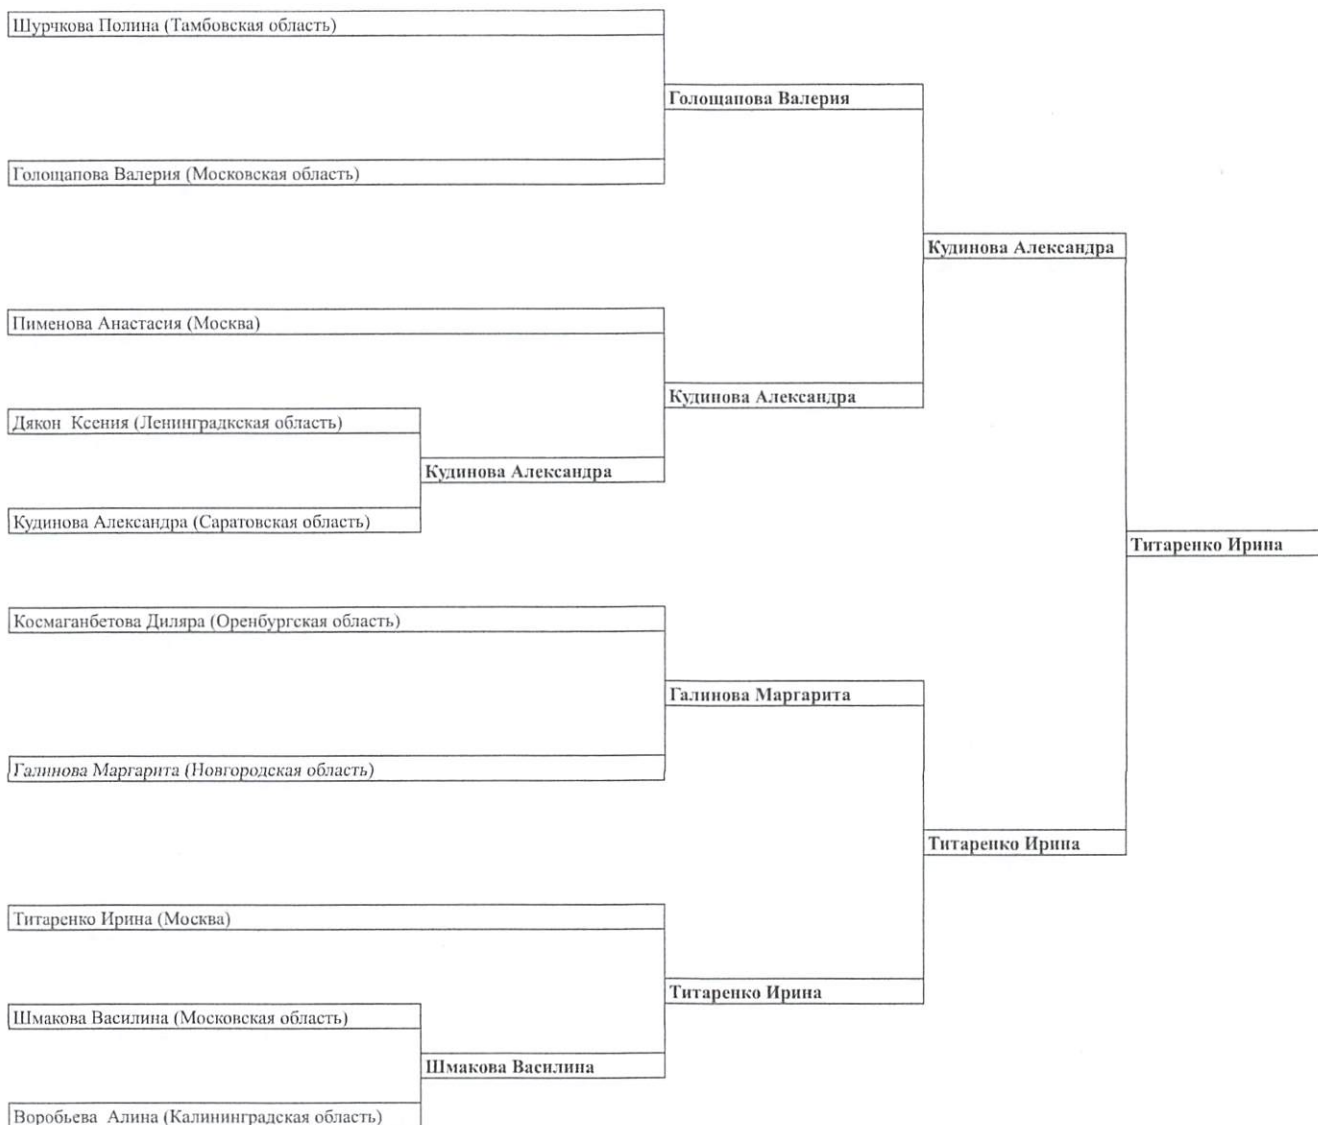 Шурчкова Полина (Тамбовская область)
Голощапова Валерия
Голощапова Валерия (Московская область)
Кудинова Александра
Пименова Анастасия (Москва)
Кудинова Александра
Дякон Ксения (Ленинградкская область)
Кудинова Александра
Кудинова Александра (Саратовская область)
Титаренко Ирина
Космаганбетова Диляра (Оренбургская область)
Галинова Маргарита
Галинова Маргарита (Новгородская область)
Титаренко Ирина
Титаренко Ирина (Москва)
Титаренко Ирина
Шмакова Василина (Московская область)
Шмакова Василина
Воробьева Алина (Калининградская область)